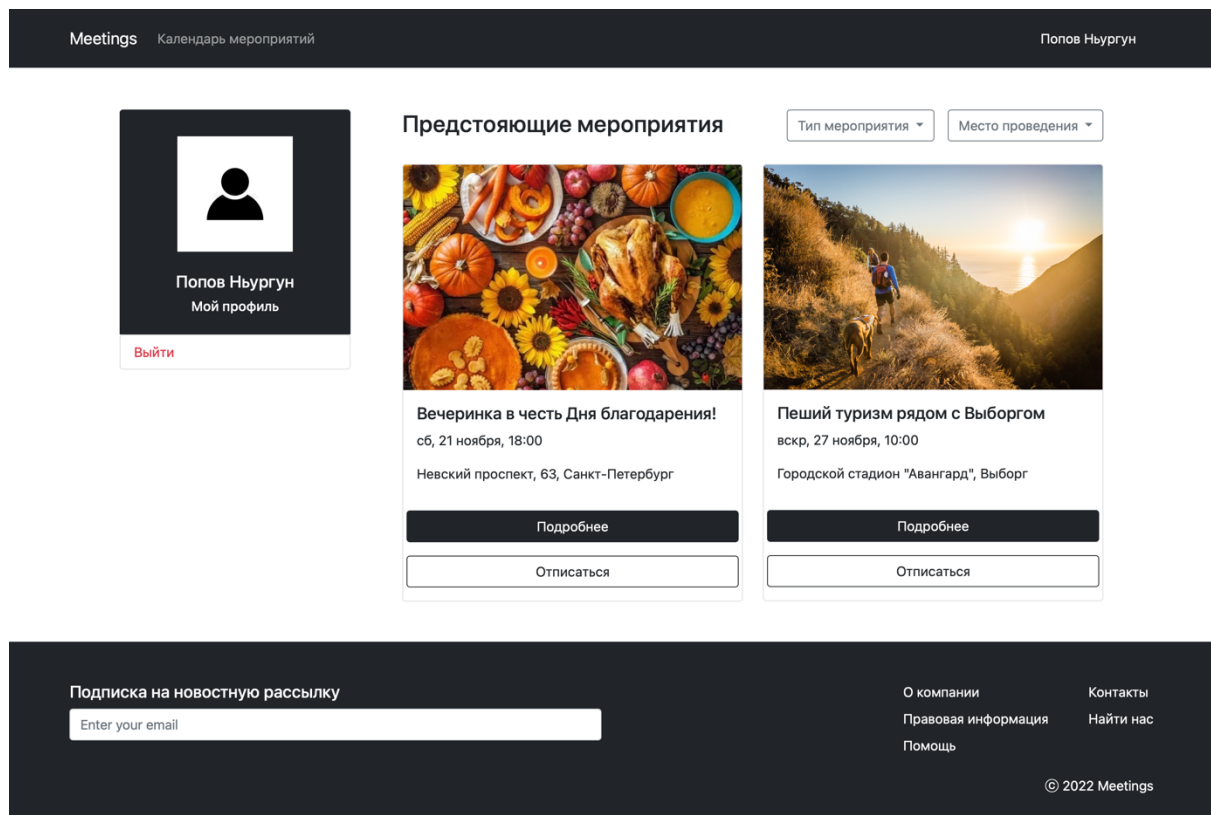 Meetings Календарь мероприятий Попов Ньургун
Попов Ньургун
Мой профиль
Выйти
Предстояющие мероприятия
Тип мероприятия
Место проведения
Вечеринка в честь Дня благодарения!
сб, 21 ноября, 18:00
Невский проспект, 63, Санкт-Петербург
Подробнее
Отписаться
Пеший туризм рядом с Выборгом
вскр, 27 ноября, 10:00
Городской стадион "Авангард", Выборг
Подробнее
Отписаться
Подписка на новостную рассылку
Enter your email
О компании
Правовая информация
Помощь
Контакты
Найти нас
© 2022 Meetings